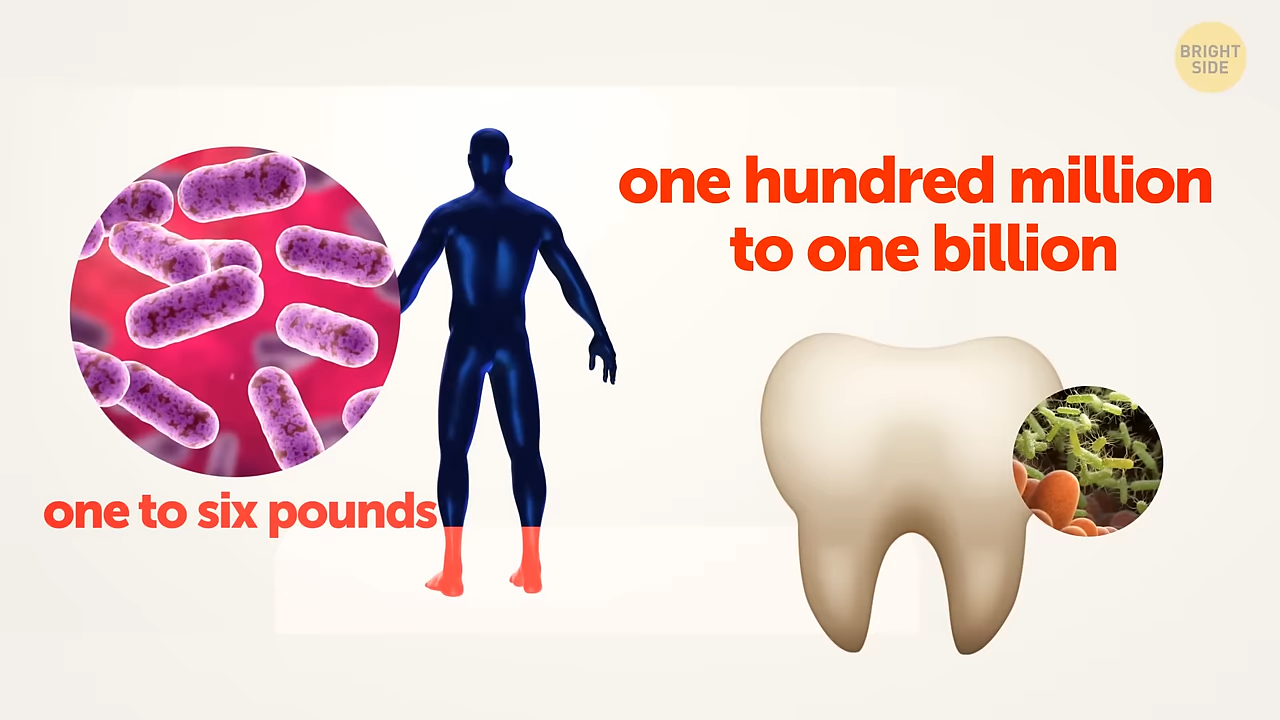 BRIGHT
SIDE
one hundred million
to one billion
one to six pounds